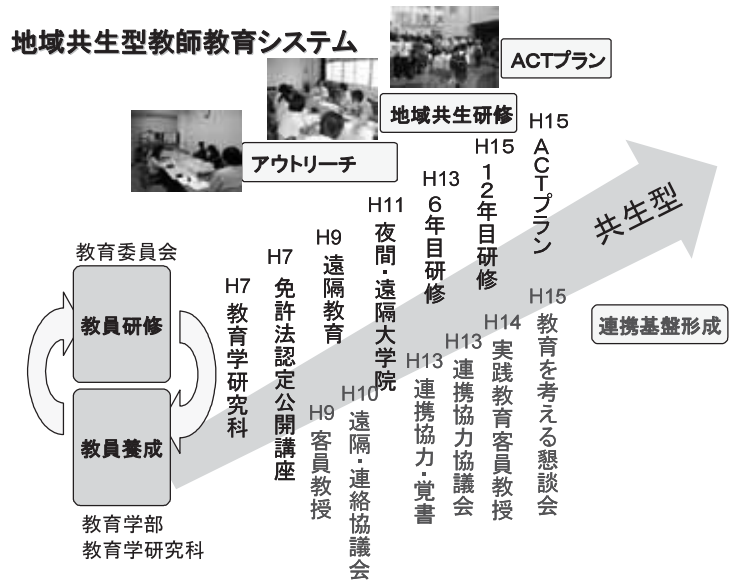 地域共生型教師教育システム
ACTプラン
地域共生研修
アウトリーチ
共生型
教育委員会
教員研修
教員養成
教育学部
教育学研究科
H7 教育学研究科
H7 免許法認定公開講座
H9 遠隔教育
H11 夜間・遠隔大学院
H13 6年目研修
H15 12年目研修
H15 ACTプラン
H9 客員教授
H10 遠隔・連絡協議会
H13 連携協力・覚書
H13 連携協力協議会
H14 実践教育客員教授
H15 教育を考える懇談会
連携基盤形成